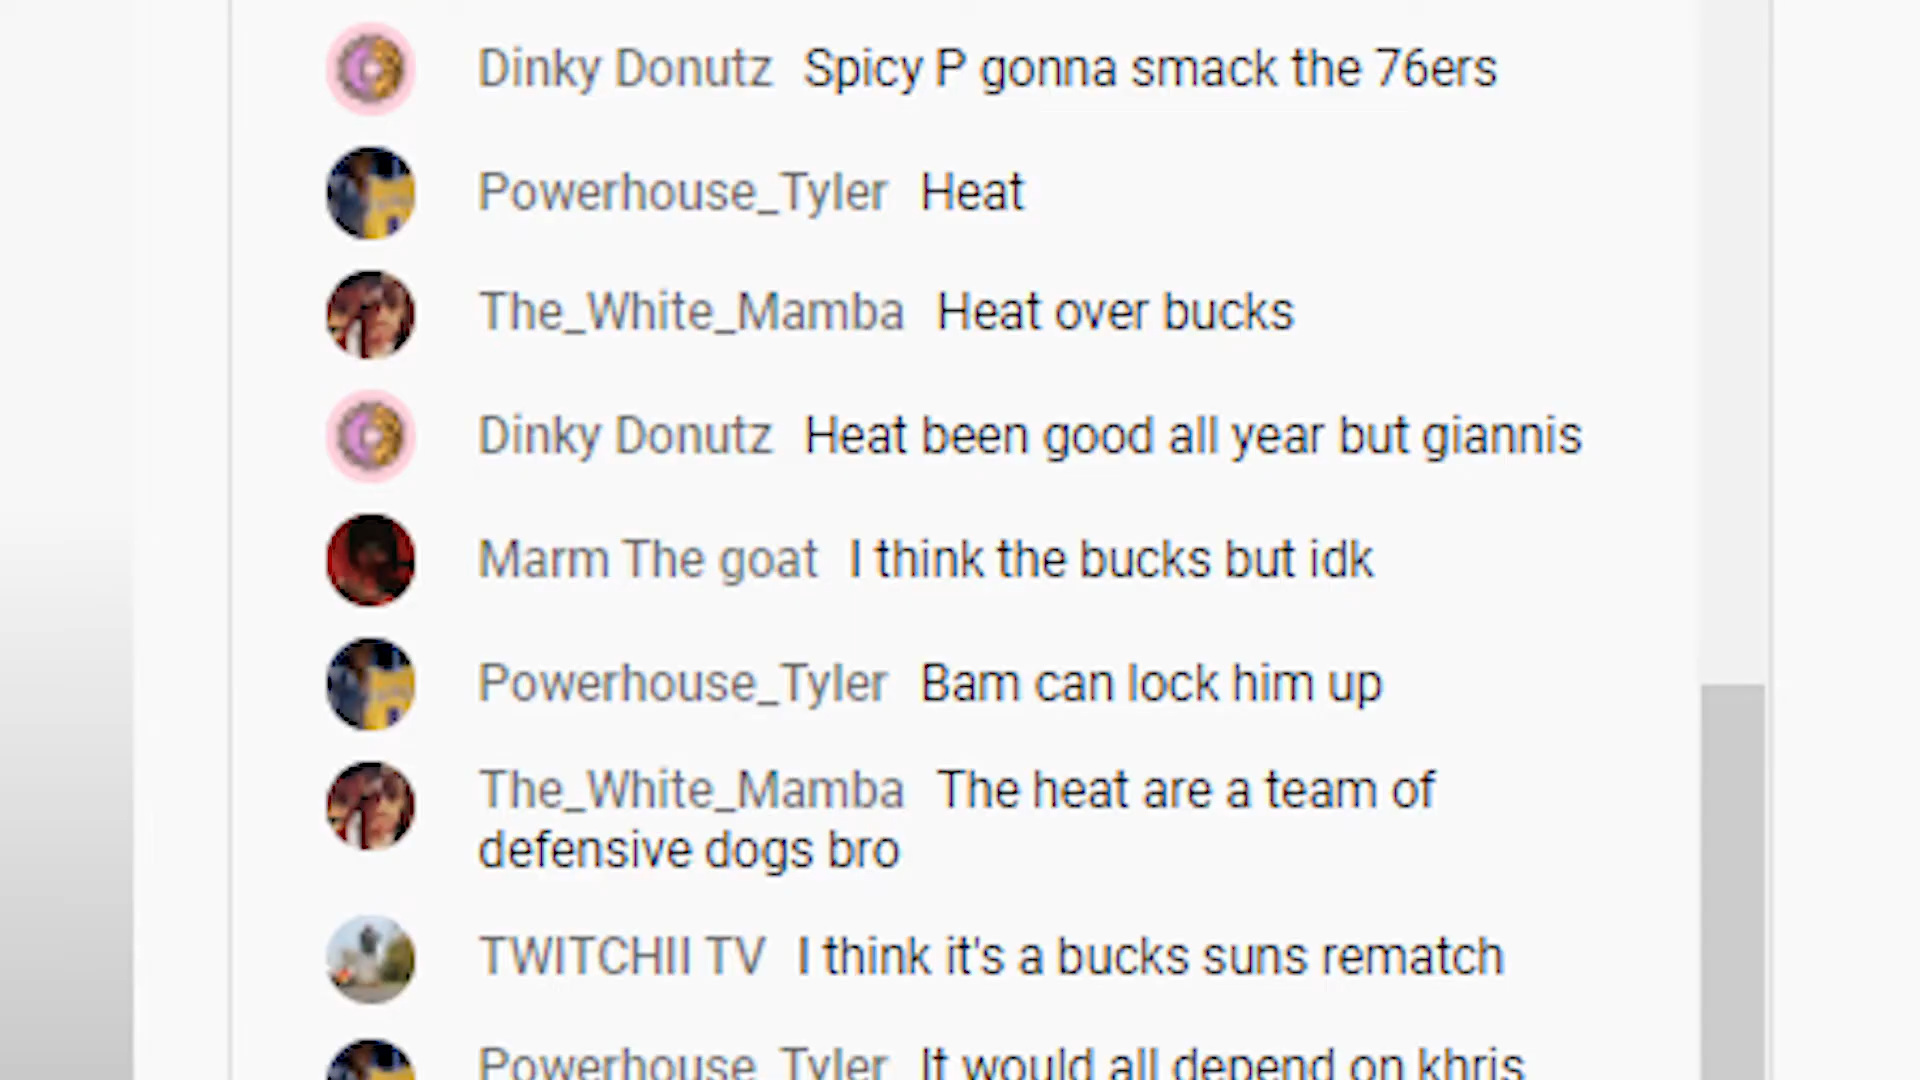 Dinky Donutz Spicy P gonna smack the 76ers
Powerhouse_Tyler Heat
The_White_Mamba Heat over bucks
Dinky Donutz Heat been good all year but giannis
Marm The goat I think the bucks but idk
Powerhouse_Tyler Bam can lock him up
The_White_Mamba The heat are a team of
defensive dogs bro
TWITCHII TV I think it's a bucks suns rematch
Powerhouse_Tyler It would all depend on khris